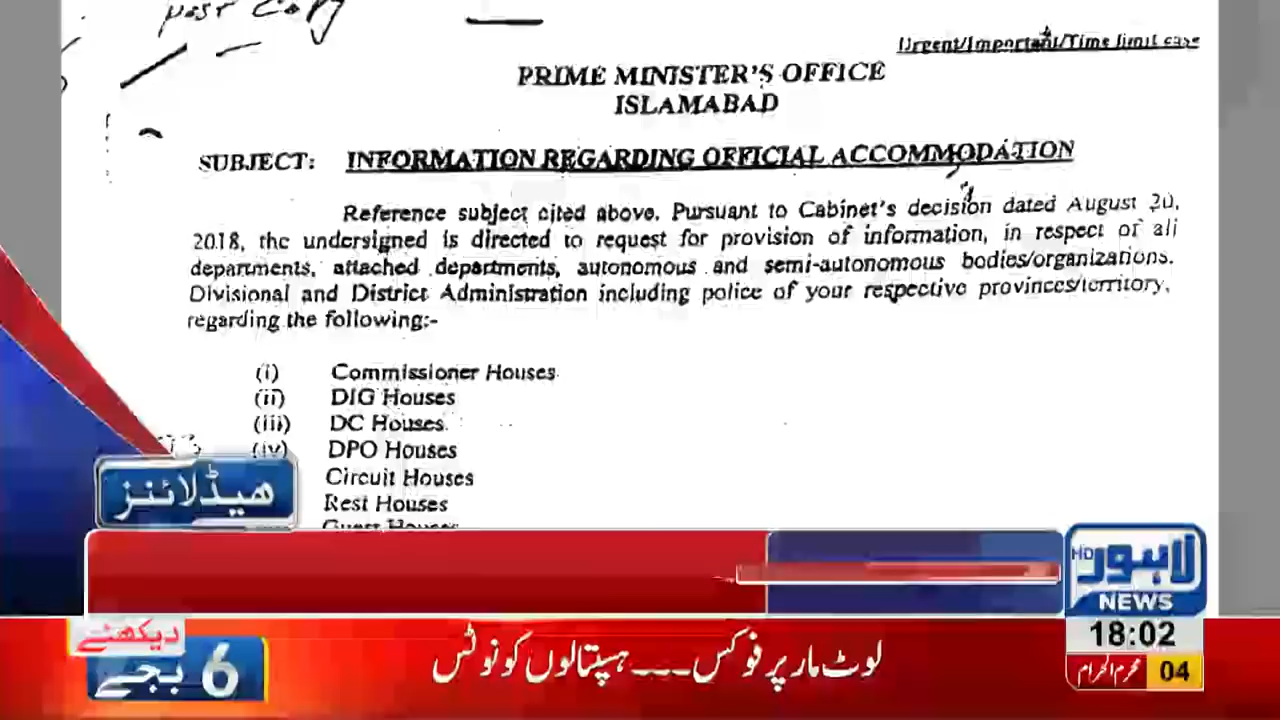 Post Copy
Urgent/Important/Time limit case
PRIME MINISTER'S OFFICE
ISLAMABAD
SUBJECT: INFORMATION REGARDING OFFICIAL ACCOMMODATION
Reference subject cited above. Pursuant to Cabinet's decision dated August 20,
2018, the undersigned is directed to request for provision of information, in respect of all
departments, attached departments, autonomous and semi-autonomous bodies/organizations.
Divisional and District Administration including police of your respective provinces/territory,
regarding the following:-
(i) Commissioner Houses
(ii) DIG Houses
(iii) DC Houses
(iv) DPO Houses
Circuit Houses
Rest Houses
Guest Houses
ہیڈلائنز
HD لاہور
NEWS
18:02
دیکھئے
6 بجے
لوٹ مار پر فوکس۔۔۔ہسپتالوں کو نوٹس
محرم الحرام 04